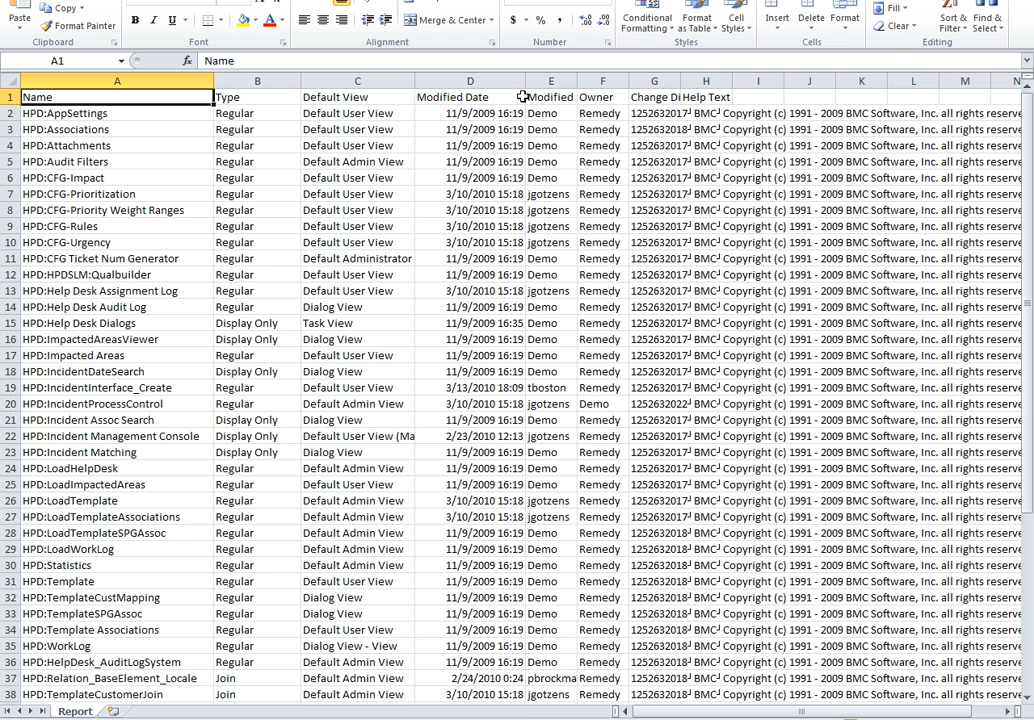 Paste Copy Format Painter B I U A Merge & Center $ % , Conditional Formatting Format as Table Cell Styles Insert Delete Format Fill Clear Sort & Filter Find & Select
Clipboard Font Alignment Number Styles Cells Editing
A1 fx Name
A B C D E F G H I J K L M N
1 Name Type Default View Modified Date Modified Owner Change Di Help Text
2 HPD:AppSettings Regular Default User View 11/9/2009 16:19 Demo Remedy 1252632017 BMC Copyright (c) 1991 - 2009 BMC Software, Inc. all rights reserve
3 HPD:Associations Regular Default User View 11/9/2009 16:19 Demo Remedy 1252632018 BMC Copyright (c) 1991 - 2009 BMC Software, Inc. all rights reserve
4 HPD:Attachments Regular Default User View 11/9/2009 16:19 Demo Remedy 1252632017 BMC Copyright (c) 1991 - 2009 BMC Software, Inc. all rights reserve
5 HPD:Audit Filters Regular Default Admin View 11/9/2009 16:19 Demo Remedy 1252632017 BMC Copyright (c) 1991 - 2009 BMC Software, Inc. all rights reserve
6 HPD:CFG-Impact Regular Default User View 11/9/2009 16:19 Demo Remedy 1252632017 BMC Copyright (c) 1991 - 2009 BMC Software, Inc. all rights reserve
7 HPD:CFG-Prioritization Regular Default User View 3/10/2010 15:18 jgotzens Remedy 1252632017 BMC Copyright (c) 1991 - 2009 BMC Software, Inc. all rights reserve
8 HPD:CFG-Priority Weight Ranges Regular Default User View 3/10/2010 15:18 jgotzens Remedy 1252632017 BMC Copyright (c) 1991 - 2009 BMC Software, Inc. all rights reserve
9 HPD:CFG-Rules Regular Default User View 3/10/2010 15:18 jgotzens Remedy 1252632017 BMC Copyright (c) 1991 - 2009 BMC Software, Inc. all rights reserve
10 HPD:CFG-Urgency Regular Default User View 3/10/2010 15:18 jgotzens Remedy 1252632017 BMC Copyright (c) 1991 - 2009 BMC Software, Inc. all rights reserve
11 HPD:CFG Ticket Num Generator Regular Default Administrator 11/9/2009 16:19 Demo Remedy 1252632017 BMC Copyright (c) 1991 - 2009 BMC Software, Inc. all rights reserve
12 HPD:HPDSLM:Qualbuilder Regular Default User View 11/9/2009 16:19 Demo Remedy 1252632017 BMC Copyright (c) 1991 - 2009 BMC Software, Inc. all rights reserve
13 HPD:Help Desk Assignment Log Regular Default User View 3/10/2010 15:18 jgotzens Remedy 1252632017 BMC Copyright (c) 1991 - 2009 BMC Software, Inc. all rights reserve
14 HPD:Help Desk Audit Log Regular Dialog View 11/9/2009 16:19 Demo Remedy 1252632017 BMC Copyright (c) 1991 - 2009 BMC Software, Inc. all rights reserve
15 HPD:Help Desk Dialogs Display Only Task View 11/9/2009 16:35 Demo Remedy 1252632017 BMC Copyright (c) 1991 - 2009 BMC Software, Inc. all rights reserve
16 HPD:ImpactedAreasViewer Display Only Dialog View 11/9/2009 16:19 Demo Remedy 1252632017 BMC Copyright (c) 1991 - 2009 BMC Software, Inc. all rights reserve
17 HPD:Impacted Areas Regular Default User View 11/9/2009 16:19 Demo Remedy 1252632017 BMC Copyright (c) 1991 - 2009 BMC Software, Inc. all rights reserve
18 HPD:IncidentDateSearch Display Only Dialog View 11/9/2009 16:19 Demo Remedy 1252632017 BMC Copyright (c) 1991 - 2009 BMC Software, Inc. all rights reserve
19 HPD:IncidentInterface_Create Regular Default User View 3/13/2010 18:09 tboston Remedy 1252632017 BMC Copyright (c) 1991 - 2009 BMC Software, Inc. all rights reserve
20 HPD:IncidentProcessControl Regular Default Admin View 3/10/2010 15:18 jgotzens Demo 1252632022 BMC Copyright (c) 1991 - 2009 BMC Software, Inc. all rights reserve
21 HPD:Incident Assoc Search Display Only Dialog View 11/9/2009 16:19 Demo Remedy 1252632017 BMC Copyright (c) 1991 - 2009 BMC Software, Inc. all rights reserve
22 HPD:Incident Management Console Display Only Default User View (Ma 2/23/2010 12:13 jgotzens Remedy 1252632017 BMC Copyright (c) 1991 - 2009 BMC Software, Inc. all rights reserve
23 HPD:Incident Matching Display Only Dialog View 11/9/2009 16:19 Demo Remedy 1252632017 BMC Copyright (c) 1991 - 2009 BMC Software, Inc. all rights reserve
24 HPD:LoadHelpDesk Regular Default Admin View 11/9/2009 16:19 Demo Remedy 1252632017 BMC Copyright (c) 1991 - 2009 BMC Software, Inc. all rights reserve
25 HPD:LoadImpactedAreas Regular Default Admin View 11/9/2009 16:19 Demo Remedy 1252632017 BMC Copyright (c) 1991 - 2009 BMC Software, Inc. all rights reserve
26 HPD:LoadTemplate Regular Default Admin View 3/10/2010 15:18 jgotzens Remedy 1252632017 BMC Copyright (c) 1991 - 2009 BMC Software, Inc. all rights reserve
27 HPD:LoadTemplateAssociations Regular Default Admin View 3/10/2010 15:18 jgotzens Remedy 1252632017 BMC Copyright (c) 1991 - 2009 BMC Software, Inc. all rights reserve
28 HPD:LoadTemplateSPGAssoc Regular Default Admin View 11/9/2009 16:19 Demo Remedy 1252632018 BMC Copyright (c) 1991 - 2009 BMC Software, Inc. all rights reserve
29 HPD:LoadWorkLog Regular Default Admin View 11/9/2009 16:19 Demo Remedy 1252632018 BMC Copyright (c) 1991 - 2009 BMC Software, Inc. all rights reserve
30 HPD:Statistics Regular Default Admin View 11/9/2009 16:19 Demo Remedy 1252632018 BMC Copyright (c) 1991 - 2009 BMC Software, Inc. all rights reserve
31 HPD:Template Regular Default User View 11/9/2009 16:19 Demo Remedy 1252632018 BMC Copyright (c) 1991 - 2009 BMC Software, Inc. all rights reserve
32 HPD:TemplateCustMapping Regular Dialog View 11/9/2009 16:19 Demo Remedy 1252632018 BMC Copyright (c) 1991 - 2009 BMC Software, Inc. all rights reserve
33 HPD:TemplateSPGAssoc Regular Dialog View 11/9/2009 16:19 Demo Remedy 1252632018 BMC Copyright (c) 1991 - 2009 BMC Software, Inc. all rights reserve
34 HPD:Template Associations Regular Default User View 11/9/2009 16:19 Demo Remedy 1252632018 BMC Copyright (c) 1991 - 2009 BMC Software, Inc. all rights reserve
35 HPD:WorkLog Regular Dialog View - View 11/9/2009 16:19 Demo Remedy 1252632018 BMC Copyright (c) 1991 - 2009 BMC Software, Inc. all rights reserve
36 HPD:HelpDesk_AuditLogSystem Regular Default Admin View 11/9/2009 16:19 Demo Remedy 1252632018 BMC Copyright (c) 1991 - 2009 BMC Software, Inc. all rights reserve
37 HPD:Relation_BaseElement_Locale Join Default Admin View 2/24/2010 0:24 pbrockma Remedy 1252632018 BMC Copyright (c) 1991 - 2009 BMC Software, Inc. all rights reserve
38 HPD:TemplateCustomerJoin Join Default Admin View 3/10/2010 15:18 jgotzens Remedy 1252632018 BMC Copyright (c) 1991 - 2009 BMC Software, Inc. all rights reserve
Report